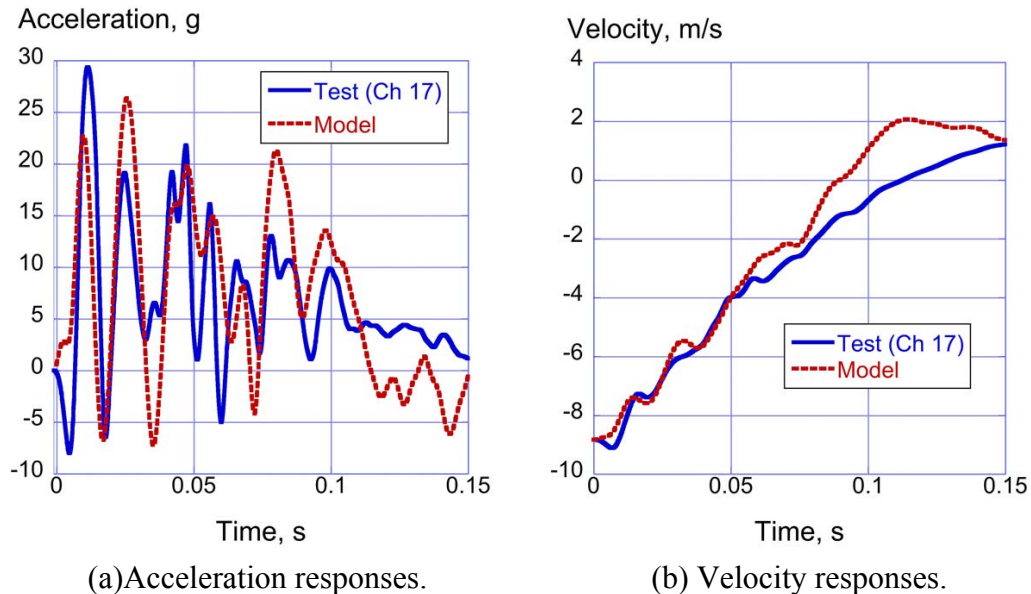 Acceleration, g
30
25
20
15
10
5
0
-5
-10
0 0.05 0.1 0.15
Time, s
Test (Ch 17)
Model
(a)Acceleration responses.
Velocity, m/s
4
2
0
-2
-4
-6
-8
-10
0 0.05 0.1 0.15
Time, s
Test (Ch 17)
Model
(b) Velocity responses.